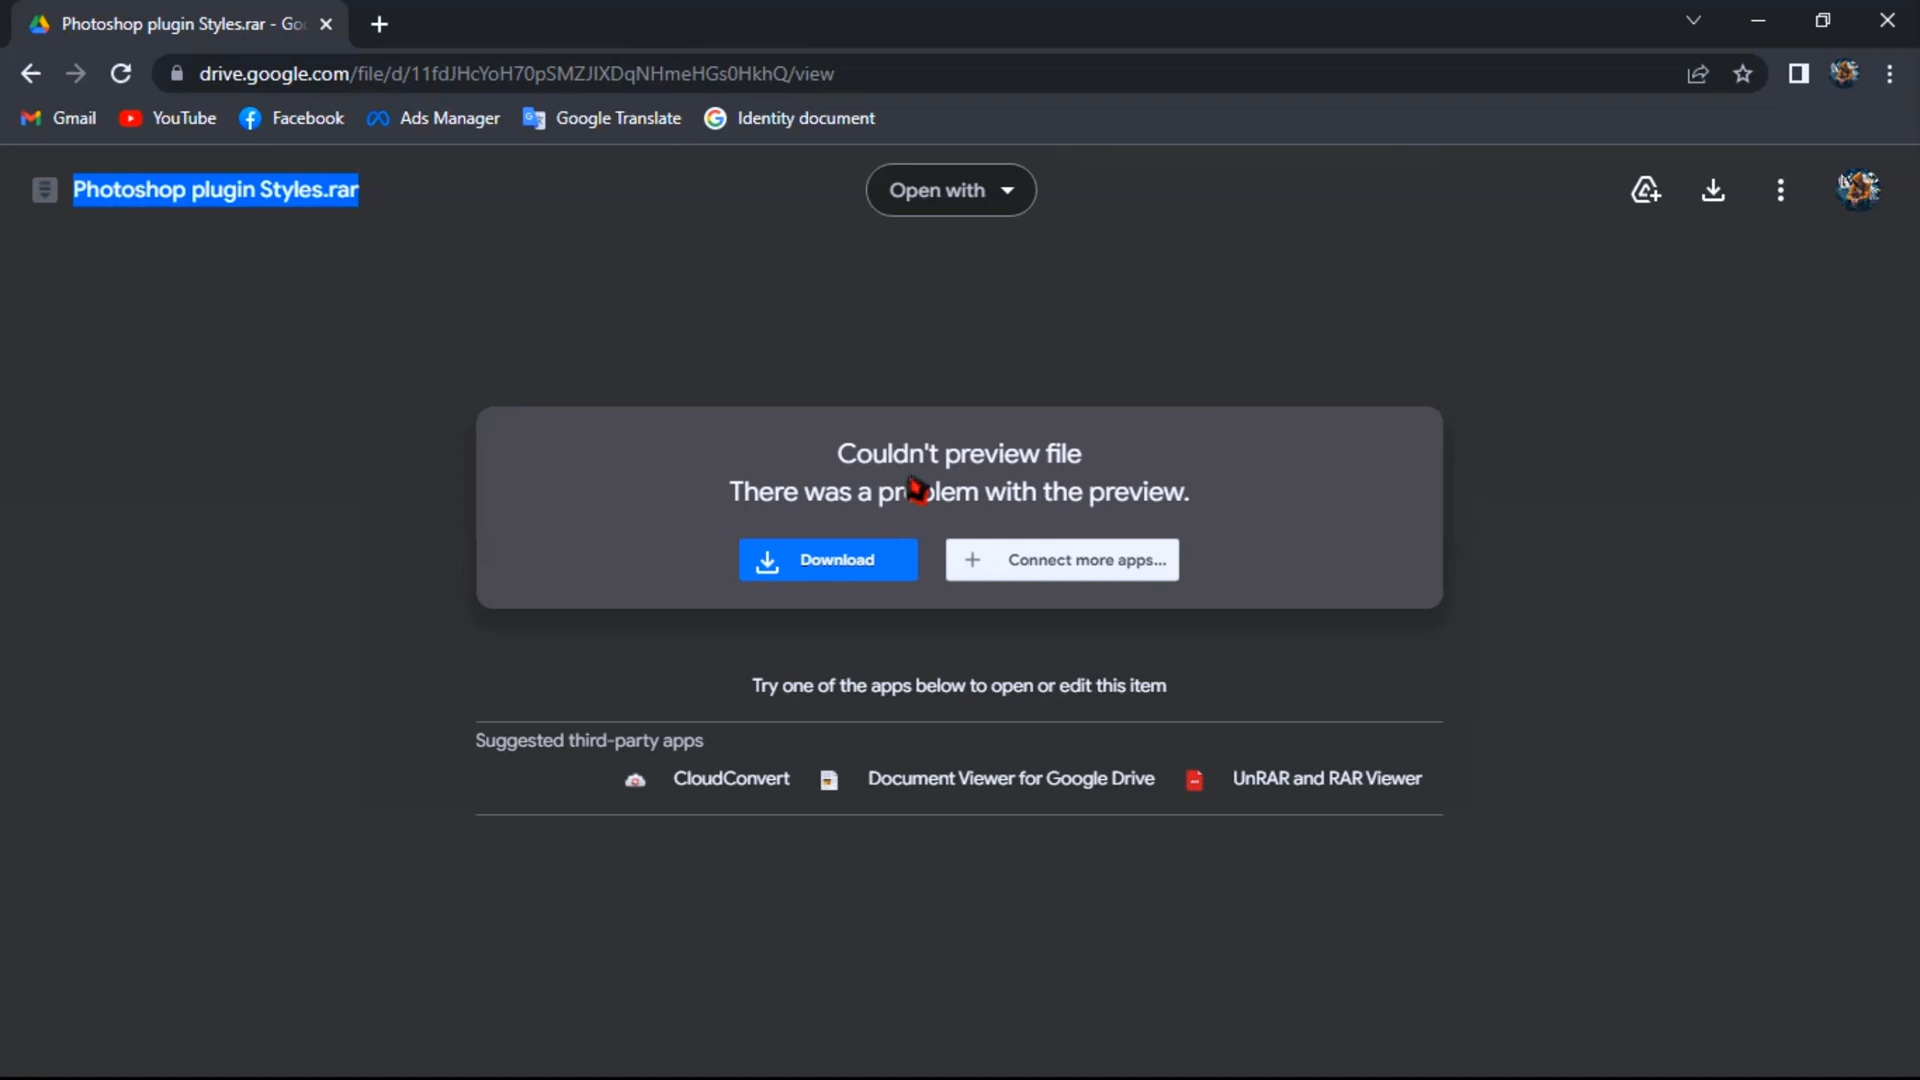 Photoshop plugin Styles.rar - Goo
drive.google.com/file/d/11fdJHcYoH70pSMZJIXDqNHmeHGs0HkhQ/view
Gmail YouTube Facebook Ads Manager Google Translate Identity document
Photoshop plugin Styles.rar
Open with
Couldn't preview file
There was a problem with the preview.
Download
Connect more apps...
Try one of the apps below to open or edit this item
Suggested third-party apps
CloudConvert Document Viewer for Google Drive UnRAR and RAR Viewer